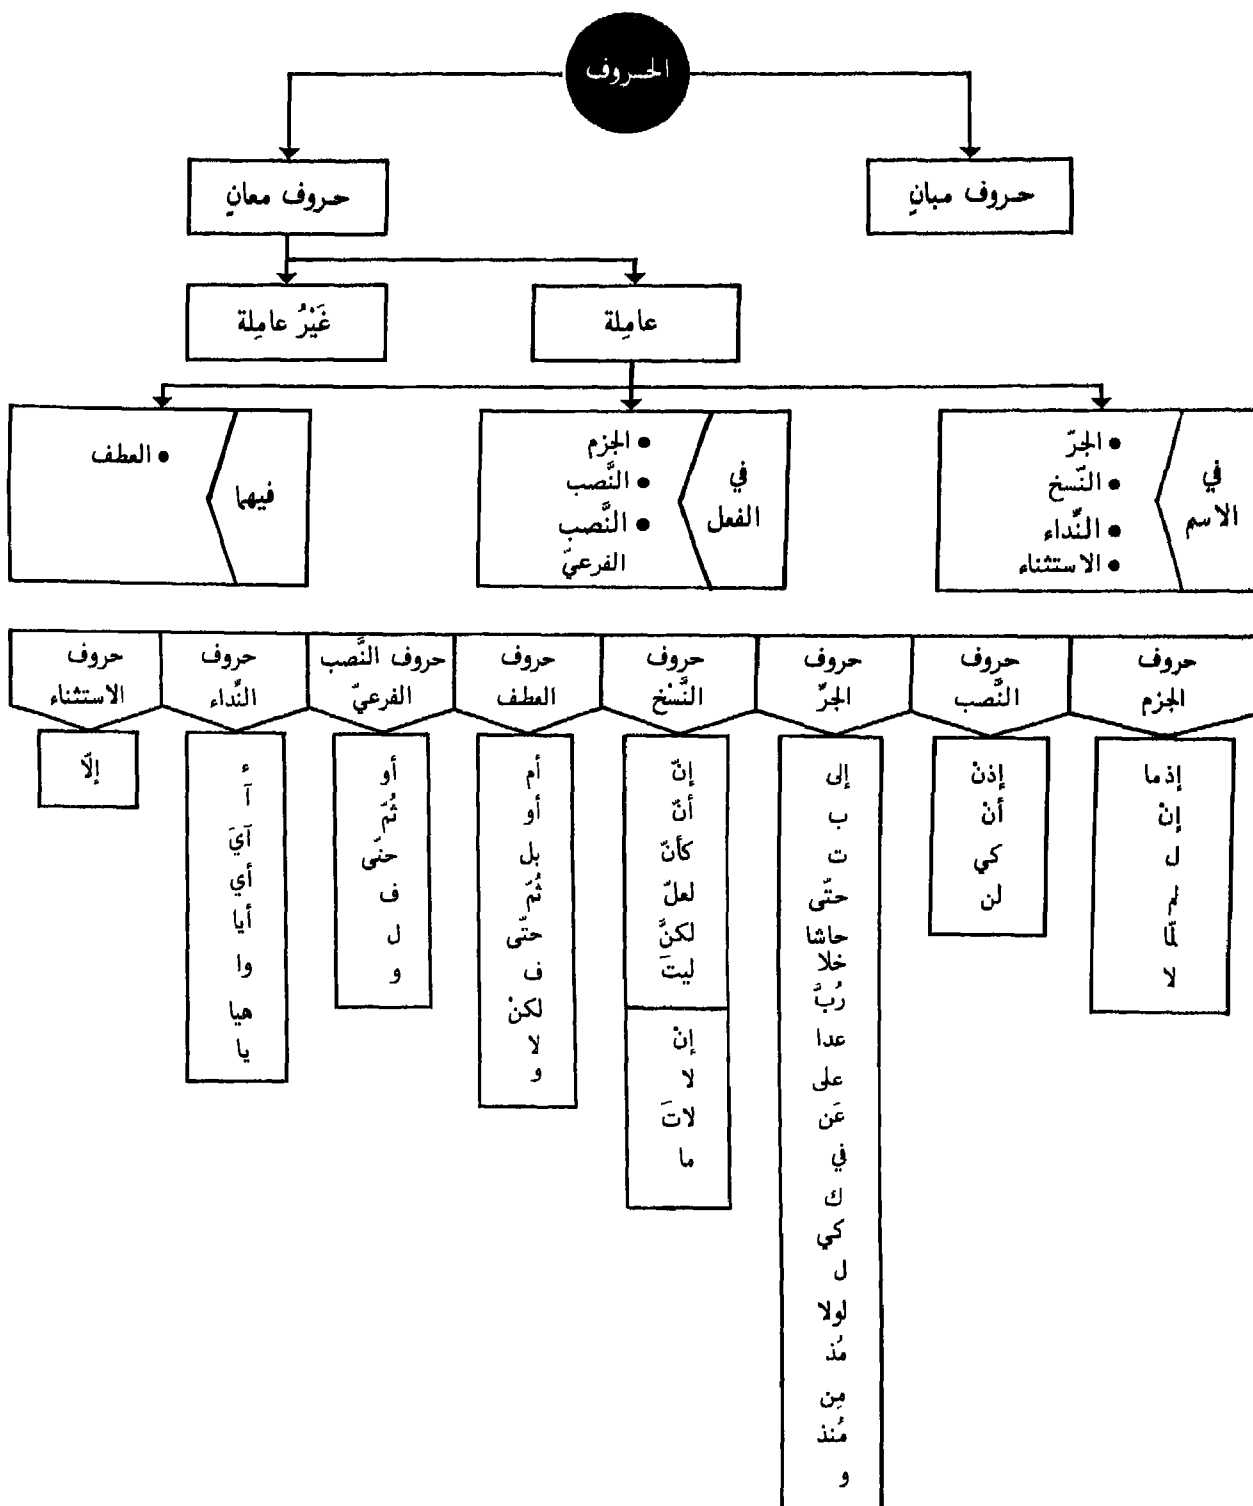 الحروف
حروف مبانٍ
حروف معانٍ
عامِلة
غَيْرُ عامِلة
في
الاسم
• الجرّ
• النّسخ
• النِّداء
• الاستثناء
في
الفعل
• الجزم
• النَّصب
• النَّصب
الفرعيّ
فيهما
• العطف
حروف
الجزم
إذما
إنْ
ل
لم
لمّا
لا
حروف
النَّصب
إذنْ
أنْ
كي
لن
حروف
الجرّ
إلى
ب
ت
حتّى
حاشا
خلا
رُبَّ
عدا
على
عَن
في
ك
كي
ل
لولا
مُذ
مِن
مُنذ
و
حروف
النَّسْخ
إنّ
أنّ
كأنّ
لعلّ
لكنَّ
ليتَ
إنْ
لا
لاتَ
ما
حروف
العطف
أم
أو
بل
ثُمّ
حتّى
ف
لكنْ
لا
و
حروف النَّصب
الفرعيّ
أو
ثُمّ
حتّى
ف
ل
و
حروف
النِّداء
ء
آ
آيْ
أي
أيا
وا
هيا
يا
حروف
الاستثناء
إلّا